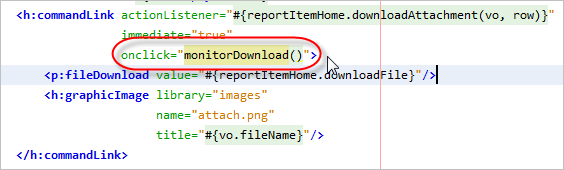 <h:commandLink actionListener="#{reportItemHome.downloadAttachment(vo, row)}"
immediate="true"
onclick="monitorDownload()">
<p:fileDownload value="#{reportItemHome.downloadFile}"/>
<h:graphicImage library="images"
name="attach.png"
title="#{vo.fileName}"/>
</h:commandLink>